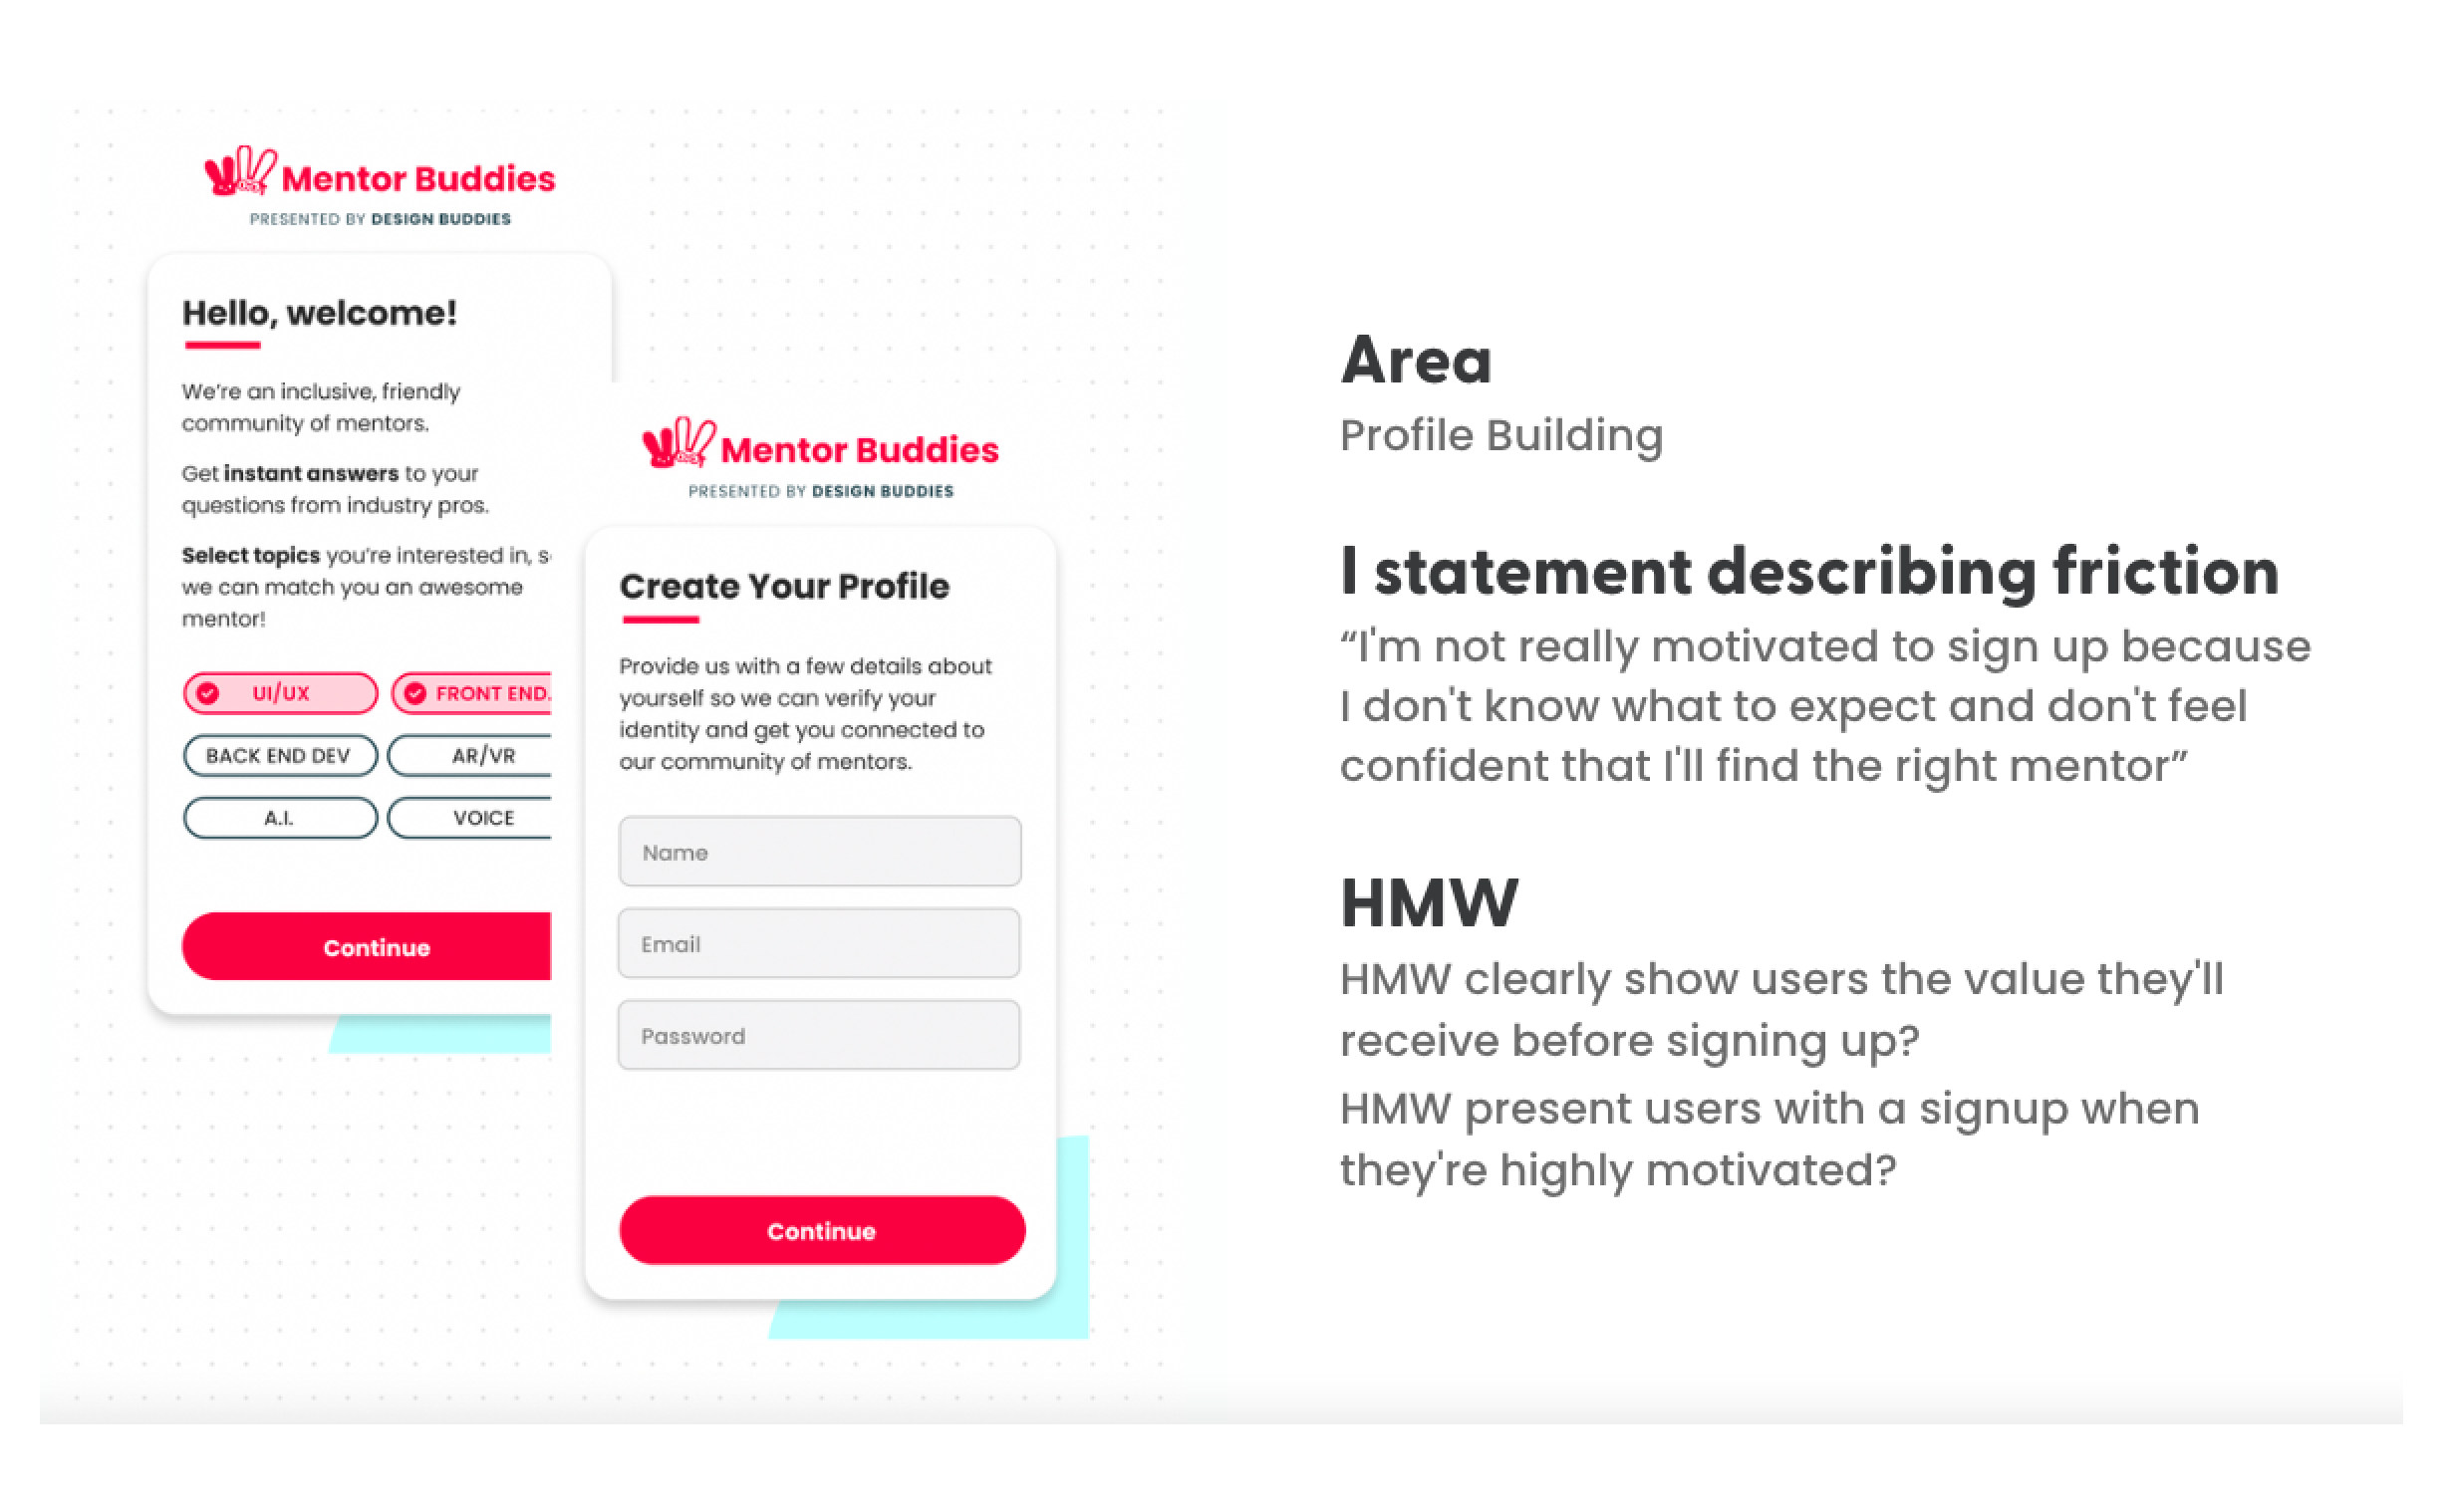 Mentor Buddies
PRESENTED BY DESIGN BUDDIES
Hello, welcome!
We're an inclusive, friendly
community of mentors.
Get instant answers to your
questions from industry pros.
Select topics you're interested in, s
we can match you an awesome
mentor!
UI/UX
FRONT END.
BACK END DEV
AR/VR
A.I.
VOICE
Continue
Mentor Buddies
PRESENTED BY DESIGN BUDDIES
Create Your Profile
Provide us with a few details about
yourself so we can verify your
identity and get you connected to
our community of mentors.
Name
Email
Password
Continue
Area
Profile Building
I statement describing friction
“I'm not really motivated to sign up because
I don't know what to expect and don't feel
confident that I'll find the right mentor”
HMW
HMW clearly show users the value they'll
receive before signing up?
HMW present users with a signup when
they're highly motivated?